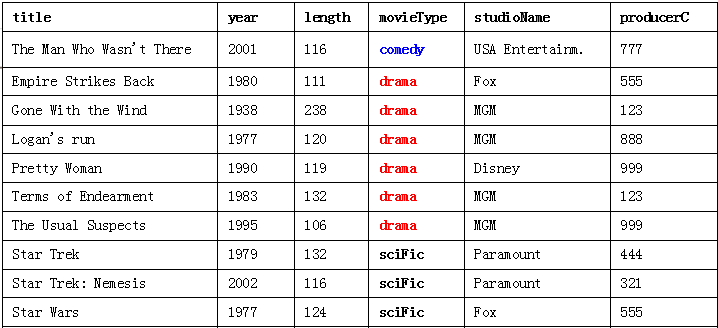 title year length movieType studioName producerC
The Man Who Wasn't There 2001 116 comedy USA Entertainm. 777
Empire Strikes Back 1980 111 drama Fox 555
Gone With the Wind 1938 238 drama MGM 123
Logan's run 1977 120 drama MGM 888
Pretty Woman 1990 119 drama Disney 999
Terms of Endearment 1983 132 drama MGM 123
The Usual Suspects 1995 106 drama MGM 999
Star Trek 1979 132 sciFic Paramount 444
Star Trek: Nemesis 2002 116 sciFic Paramount 321
Star Wars 1977 124 sciFic Fox 555